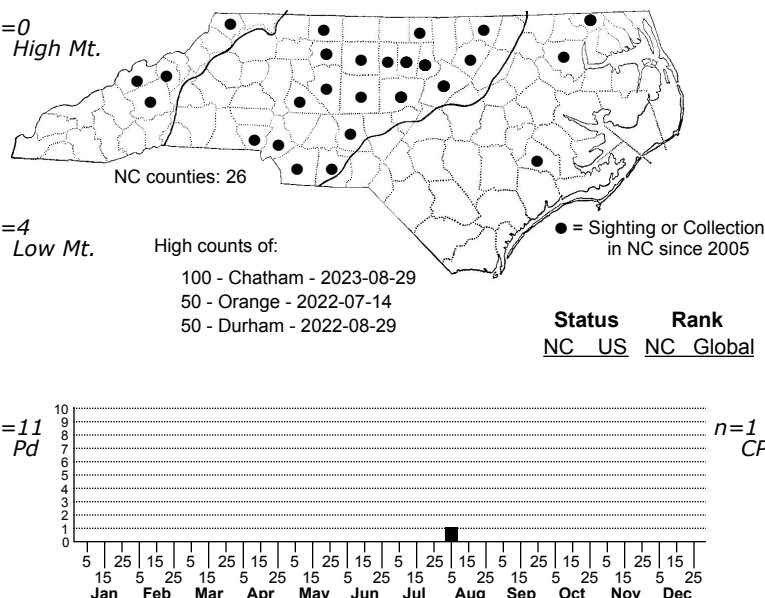 =0
High Mt.
NC counties: 26
=4
Low Mt.
High counts of:
100 - Chatham - 2023-08-29
50 - Orange - 2022-07-14
50 - Durham - 2022-08-29
● = Sighting or Collection
in NC since 2005
Status Rank
NC US NC Global
=11
Pd
n=1
CP
10
9
8
7
6
5
4
3
2
1
0
5 25 15 5 25 15 5 25 15 5 25 15 5 25 15 5 25 15
15 5 25 15 5 25 15 5 25 15 5 25 15 5 25 15 5 25
Jan Feb Mar Apr May Jun Jul Aug Sep Oct Nov Dec